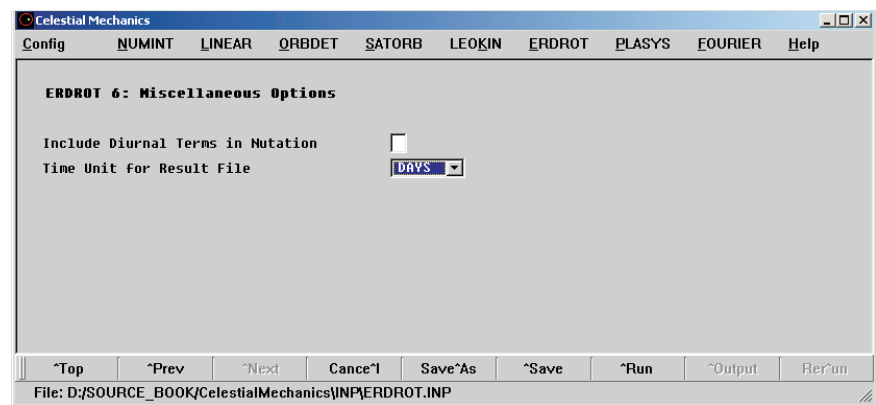 Celestial Mechanics
Config NUMINT LINEAR ORBDET SATORB LEOKIN ERDROT PLASYS FOURIER Help
ERDROT 6: Miscellaneous Options
Include Diurnal Terms in Nutation
Time Unit for Result File DAYS
^Top ^Prev ^Next Cance^l Save^As ^Save ^Run ^Output Rer^un
File: D:/SOURCE_BOOK/CelestialMechanics\INP\ERDROT.INP